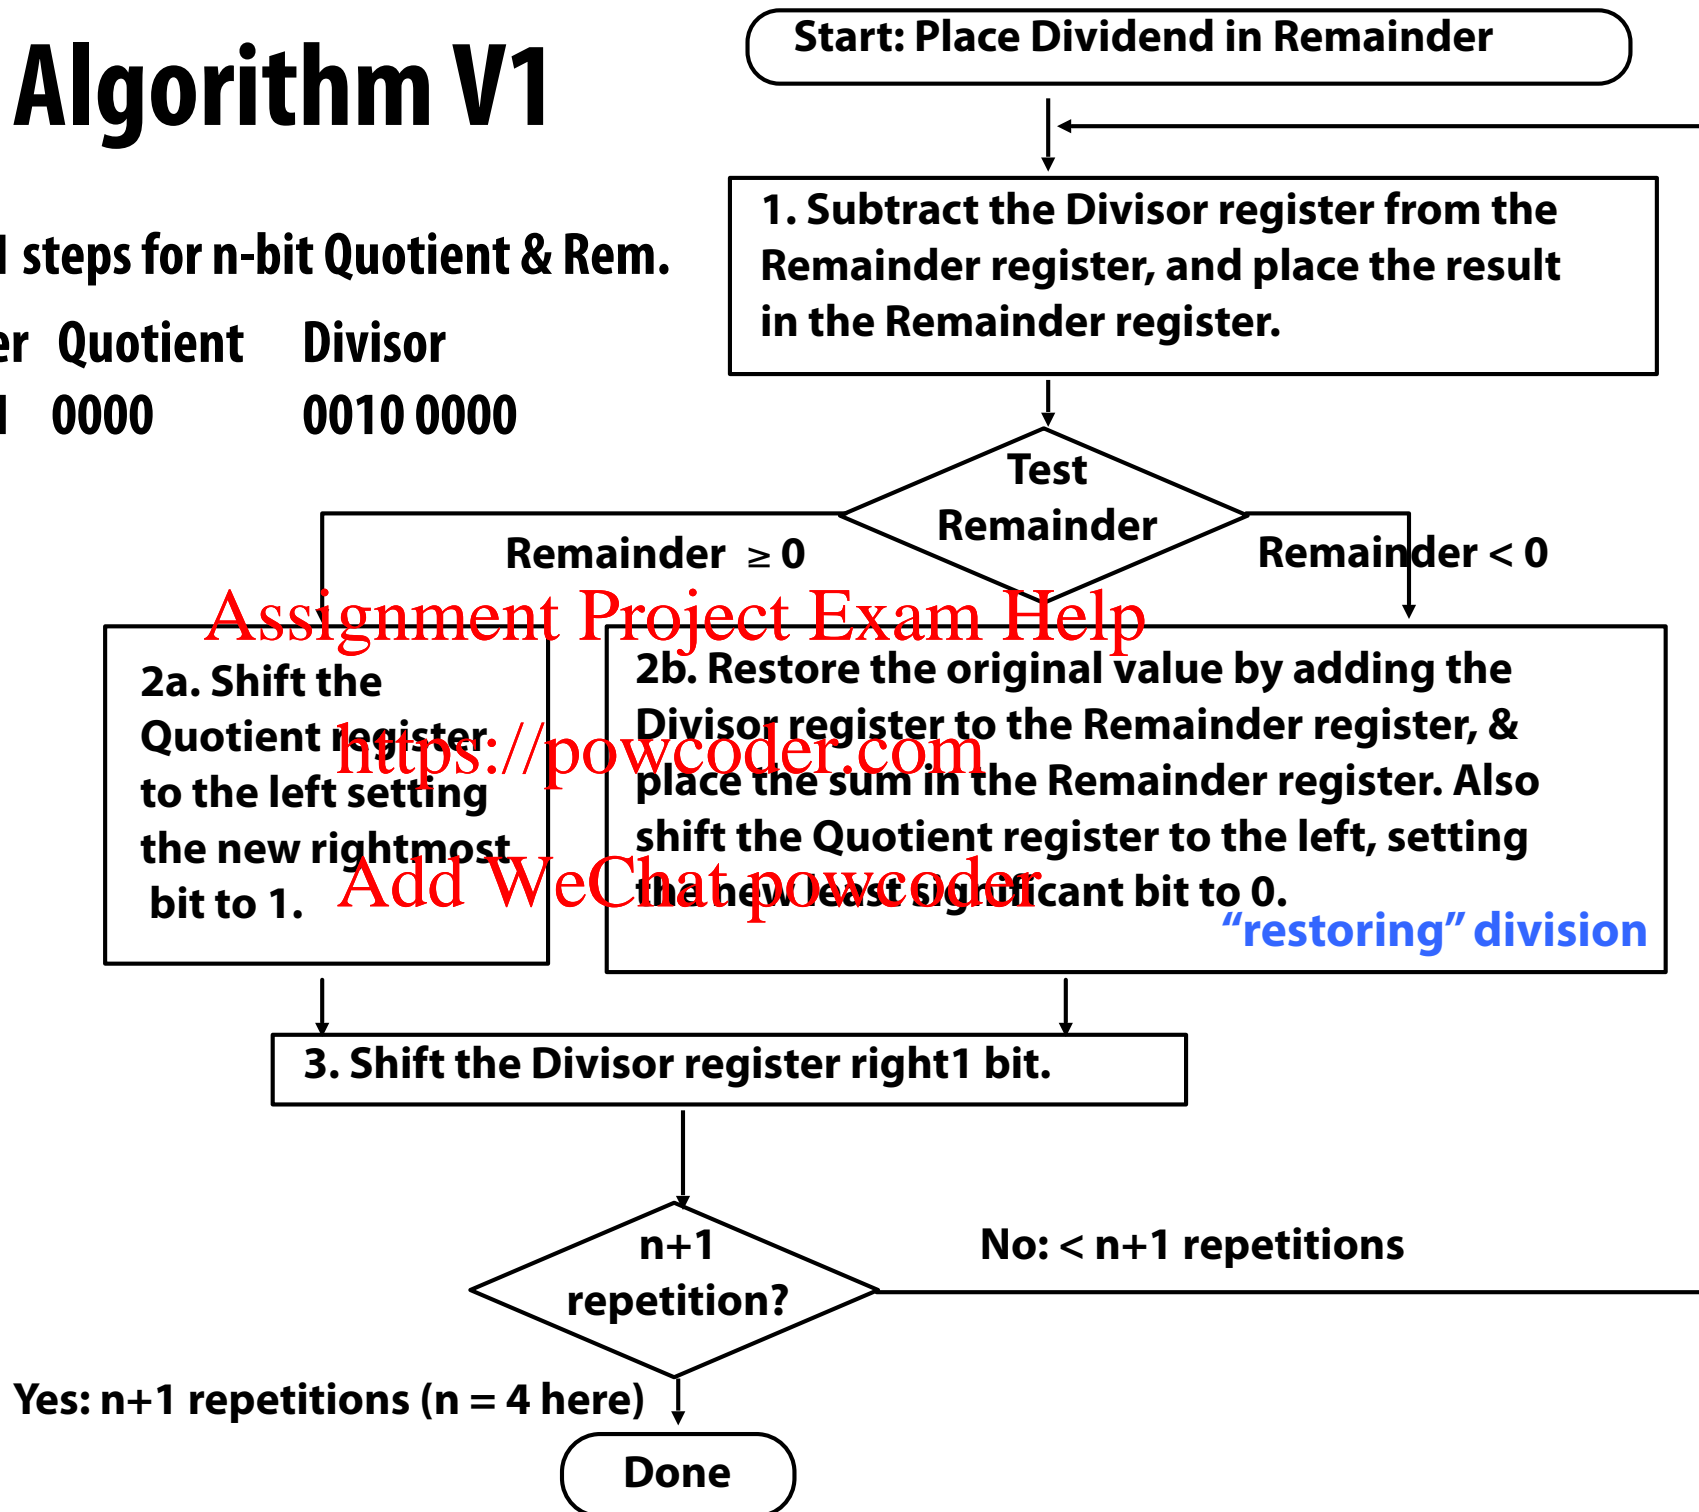 Algorithm V1
Start: Place Dividend in Remainder
1 steps for n-bit Quotient & Rem.
er Quotient Divisor
1 0000 0010 0000
1. Subtract the Divisor register from the
Remainder register, and place the result
in the Remainder register.
Test
Remainder
Remainder ≥ 0
Remainder < 0
Assignment Project Exam Help
2a. Shift the
Quotient register
to the left setting
the new rightmost
bit to 1.
https://powcoder.com
Add WeChat powcoder
2b. Restore the original value by adding the
Divisor register to the Remainder register, &
place the sum in the Remainder register. Also
shift the Quotient register to the left, setting
the new least significant bit to 0.
“restoring” division
3. Shift the Divisor register right1 bit.
n+1
repetition?
No: < n+1 repetitions
Yes: n+1 repetitions (n = 4 here)
Done